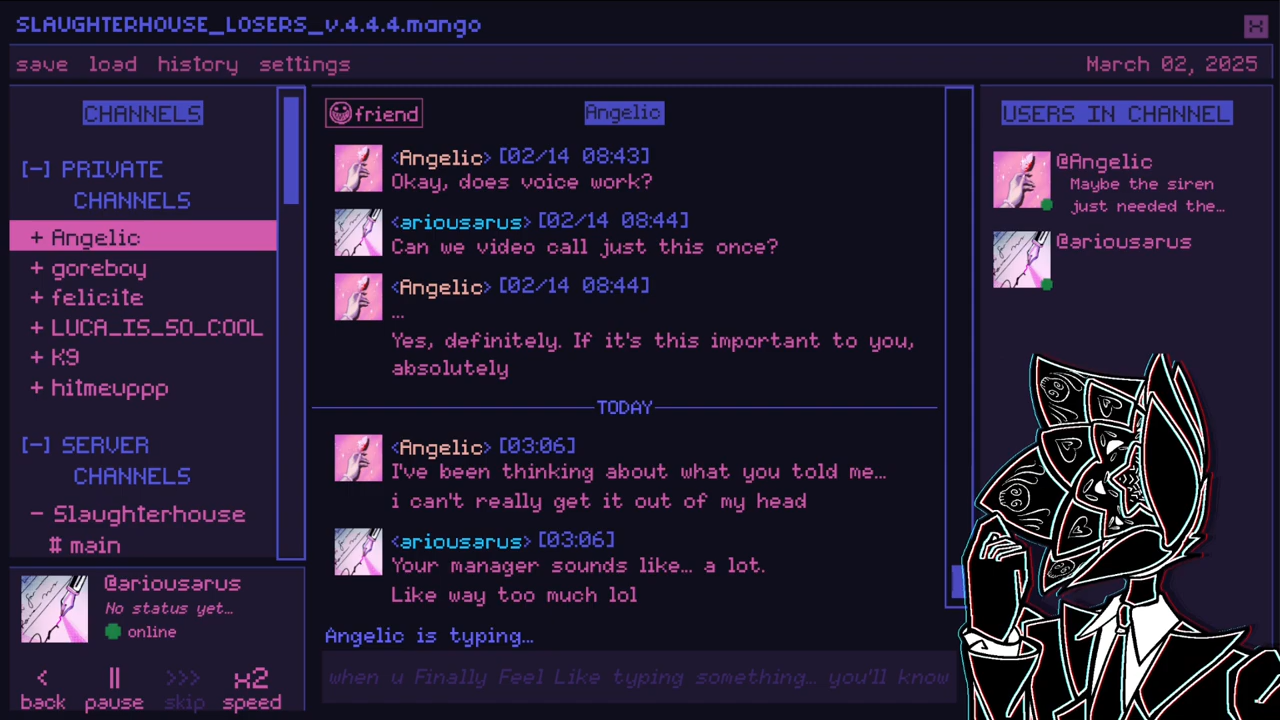 SLAUGHTERHOUSE_LOSERS_v.4.4.4.mango
x
save load history settings
March 02, 2025
CHANNELS
[-] PRIVATE
CHANNELS
+ Angelic
+ goreboy
+ felicite
+ LUCA_IS_SO_COOL
+ K9
+ hitmeuppp
[-] SERVER
CHANNELS
- Slaughterhouse
# main
@ariousarus
No status yet…
online
< || >>> x2
back pause skip speed
friend
Angelic
<Angelic> [02/14 08:43]
Okay, does voice work?
<ariousarus> [02/14 08:44]
Can we video call just this once?
<Angelic> [02/14 08:44]
…
Yes, definitely. If it's this important to you,
absolutely
TODAY
<Angelic> [03:06]
I've been thinking about what you told me…
i can't really get it out of my head
<ariousarus> [03:06]
Your manager sounds like… a lot.
Like way too much lol
Angelic is typing…
when u Finally Feel Like typing something… you'll know
USERS IN CHANNEL
@Angelic
Maybe the siren
just needed the…
@ariousarus